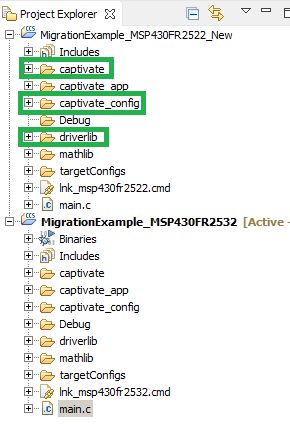 Project Explorer
MigrationExample_MSP430FR2522_New
Includes
captivate
captivate_app
captivate_config
Debug
driverlib
mathlib
targetConfigs
lnk_msp430fr2522.cmd
main.c
MigrationExample_MSP430FR2532 [Active -
Binaries
Includes
captivate
captivate_app
captivate_config
Debug
driverlib
mathlib
targetConfigs
lnk_msp430fr2532.cmd
main.c